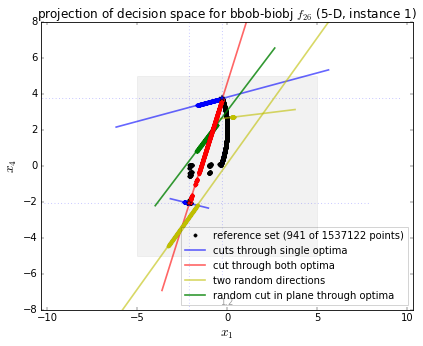 projection of decision space for bbob-biobj f26 (5-D, instance 1)
8
6
4
2
0
−2
−4
−6
−8
x4
reference set (941 of 1537122 points)
cuts through single optima
cut through both optima
two random directions
random cut in plane through optima
1.2
−10
−5
0
5
10
x1